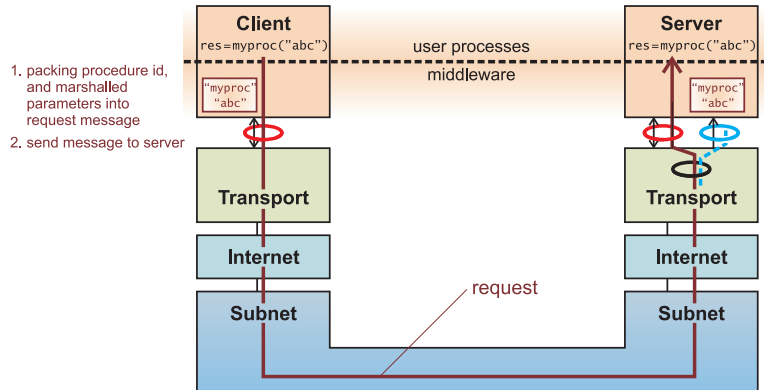 Client
res=myproc("abc")
Server
res=myproc("abc")
user processes
middleware
1. packing procedure id,
and marshalled
parameters into
request message
2. send message to server
"myproc"
"abc"
"myproc"
"abc"
Transport
Transport
Internet
Internet
request
Subnet
Subnet